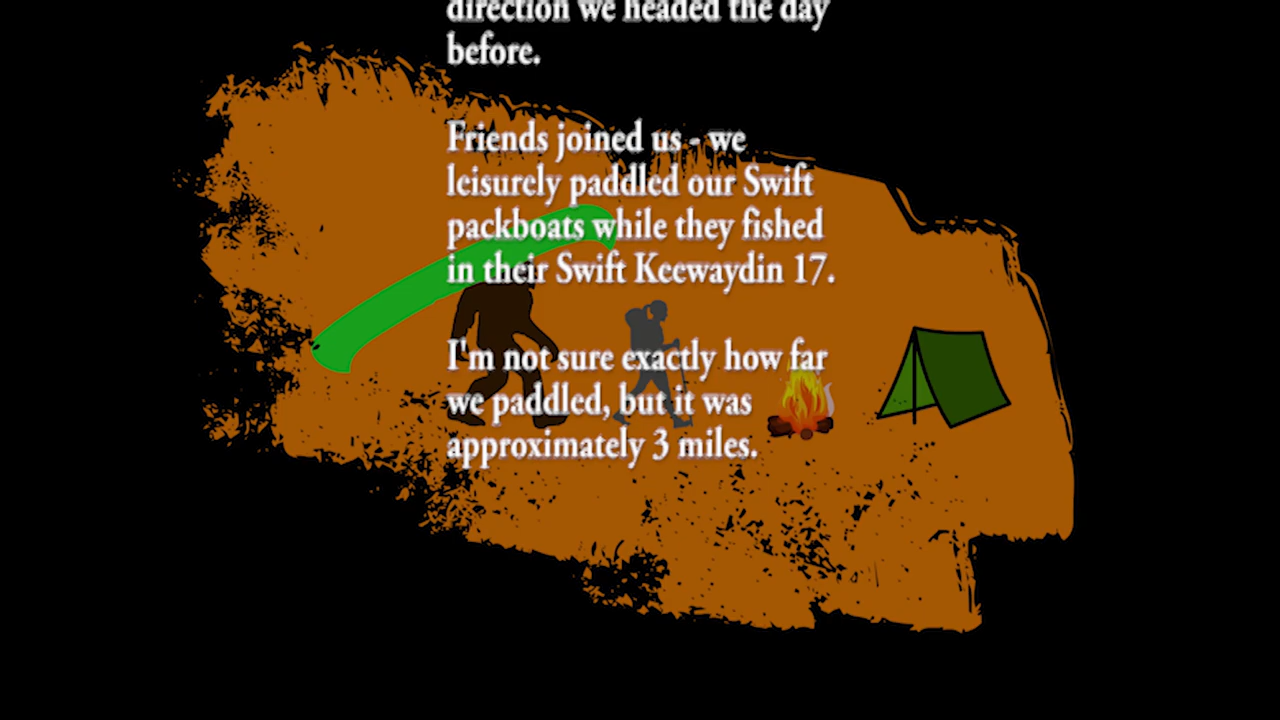 direction we headed the day
before.
Friends joined us - we
leisurely paddled our Swift
packboats while they fished
in their Swift Keewaydin 17.
I'm not sure exactly how far
we paddled, but it was
approximately 3 miles.